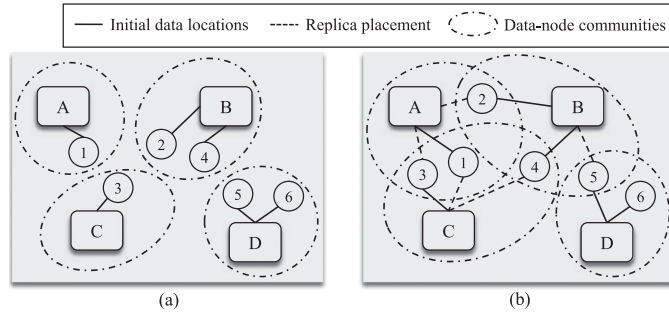 Initial data locations Replica placement Data-node communities
A B A 2 B
1 2 4
3 1 4
3 5 6 3 5 6
C D C D
(a) (b)